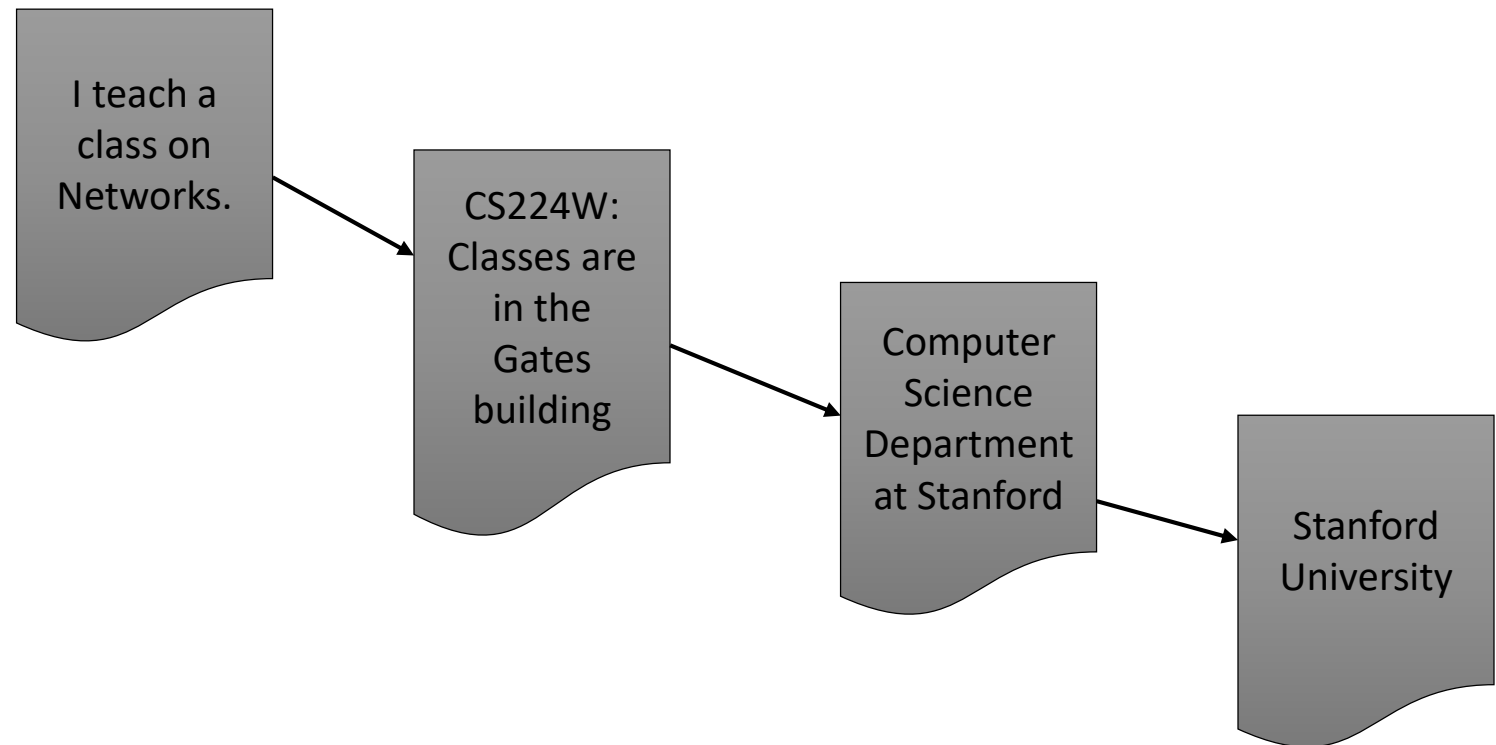 I teach a
class on
Networks.
CS224W:
Classes are
in the
Gates
building
Computer
Science
Department
at Stanford
Stanford
University